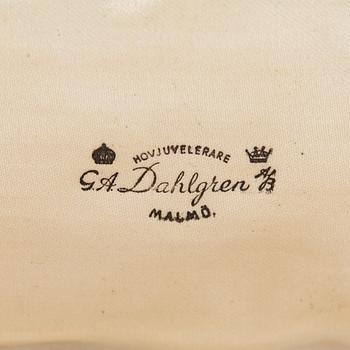 HOVJUVELERARE
G.A. Dahlgren A/B
MALMÖ.